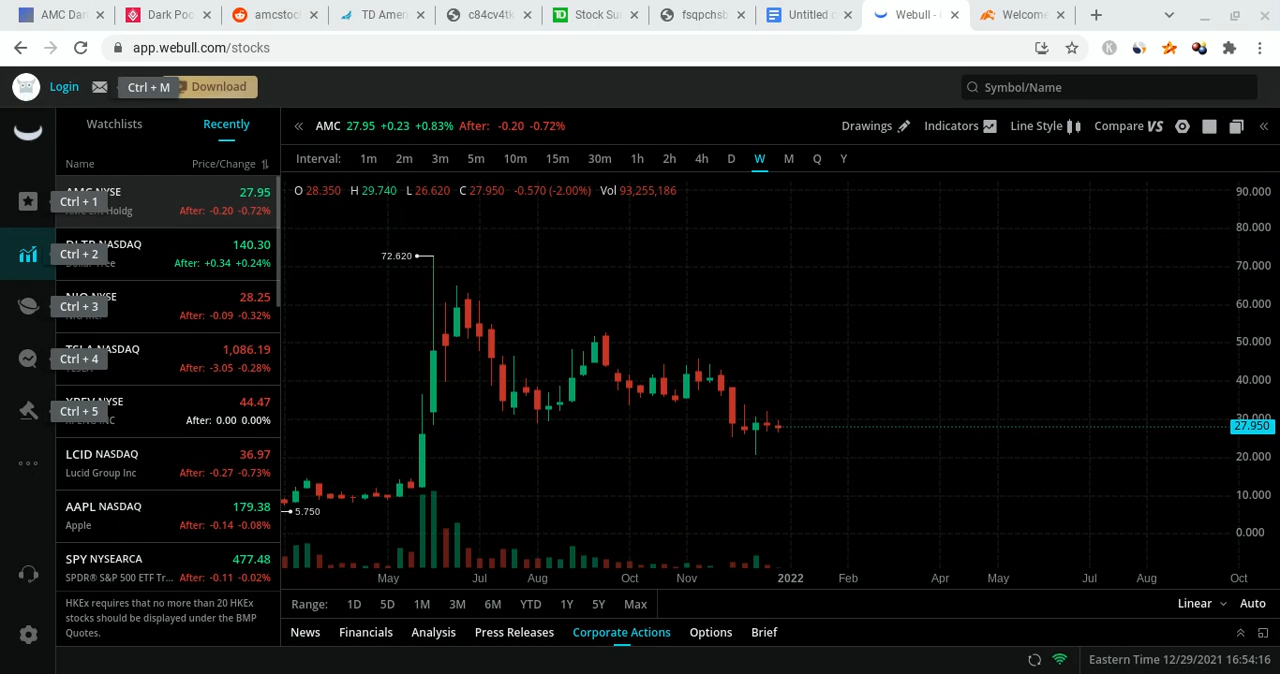 AMC Dar
Dark Poo
amcstoc
TD Amer
c84cv4tk
Stock Su
fsqpchsb
Untitled
Webull -
Welcome
app.webull.com/stocks
Login
Ctrl + M
Download
Symbol/Name
Watchlists
Recently
Name
Price/Change
AMC NYSE
27.95
Ctrl + 1
After: -0.20 -0.72%
NASDAQ
140.30
Ctrl + 2
After: +0.34 +0.24%
NYSE
28.25
Ctrl + 3
After: -0.09 -0.32%
TSLA NASDAQ
1,086.19
Ctrl + 4
After: -3.05 -0.28%
NYSE
44.47
Ctrl + 5
After: 0.00 0.00%
LCID NASDAQ
36.97
Lucid Group Inc
After: -0.27 -0.73%
AAPL NASDAQ
179.38
Apple
After: -0.14 -0.08%
SPY NYSEARCA
477.48
SPDR® S&P 500 ETF Tr...
After: -0.11 -0.02%
HKEx requires that no more than 20 HKEx
stocks should be displayed under the BMP
Quotes.
AMC 27.95 +0.23 +0.83% After: -0.20 -0.72%
Drawings
Indicators
Line Style
Compare VS
Interval: 1m 2m 3m 5m 10m 15m 30m 1h 2h 4h D W M Q Y
O 28.350 H 29.740 L 26.620 C 27.950 -0.570 (-2.00%) Vol 93,255,186
90.000
80.000
72.620
70.000
60.000
50.000
40.000
30.000
27.950
20.000
10.000
5.750
0.000
May Jul Aug Oct Nov 2022 Feb Apr May Jul Aug Oct
Range: 1D 5D 1M 3M 6M YTD 1Y 5Y Max
Linear
Auto
News Financials Analysis Press Releases Corporate Actions Options Brief
Eastern Time 12/29/2021 16:54:16